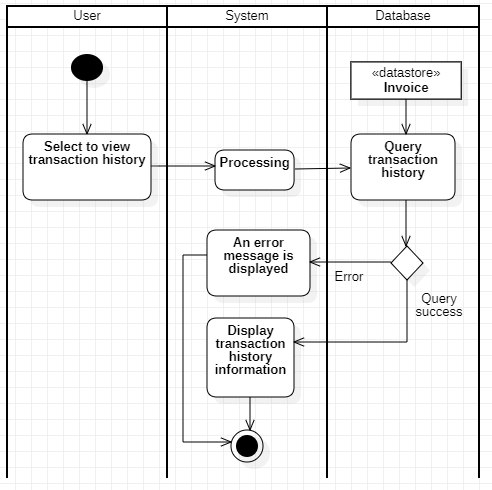 User
System
Database
«datastore»
Invoice
Select to view
transaction history
Processing
Query
transaction
history
An error
message is
displayed
Error
Query
success
Display
transaction
history
information